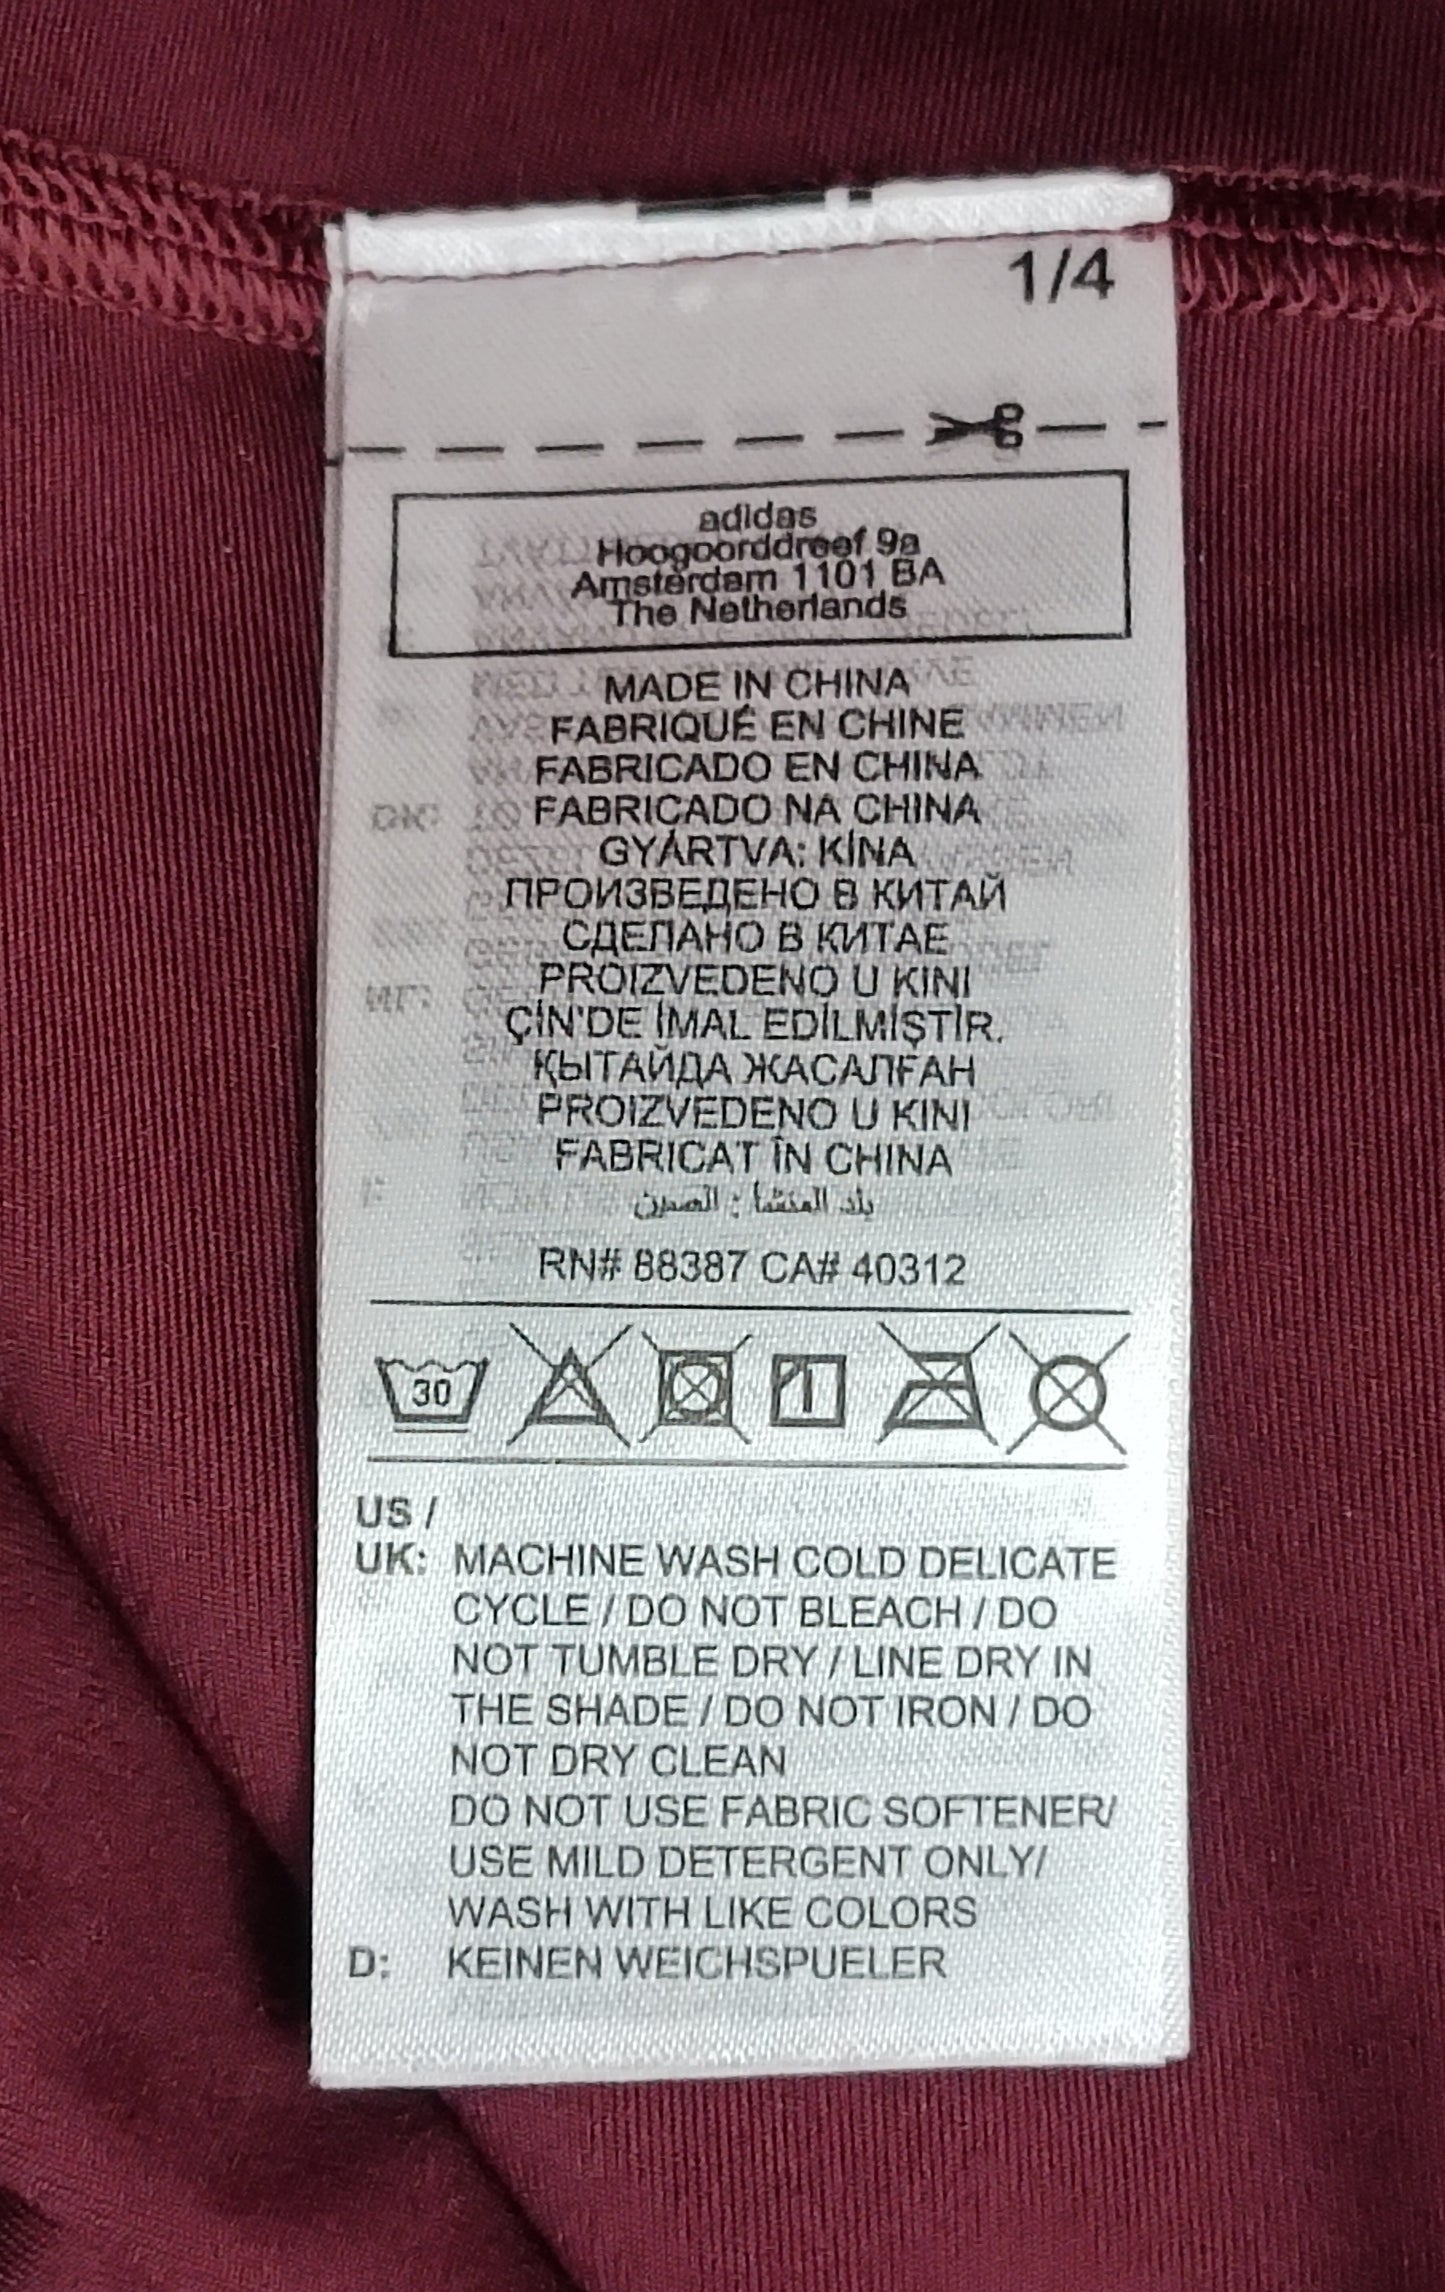 1/4
adidas
Hoogoorddreef 9a
Amsterdam 1101 BA
The Netherlands
MADE IN CHINA
FABRIQUÉ EN CHINE
FABRICADO EN CHINA
FABRICADO NA CHINA
GYÁRTVA: KÍNA
ПРОИЗВЕДЕНО В КИТАЙ
СДЕЛАНО В КИТАЕ
PROIZVEDENO U KINI
ÇİN'DE İMAL EDİLMİŞTİR.
ҚЫТАЙДА ЖАСАЛҒАН
PROIZVEDENO U KINI
FABRICAT ÎN CHINA
بلد المنشأ : الصين
RN# 88387 CA# 40312
30
US /
UK: MACHINE WASH COLD DELICATE
CYCLE / DO NOT BLEACH / DO
NOT TUMBLE DRY / LINE DRY IN
THE SHADE / DO NOT IRON / DO
NOT DRY CLEAN
DO NOT USE FABRIC SOFTENER/
USE MILD DETERGENT ONLY/
WASH WITH LIKE COLORS
D: KEINEN WEICHSPUELER